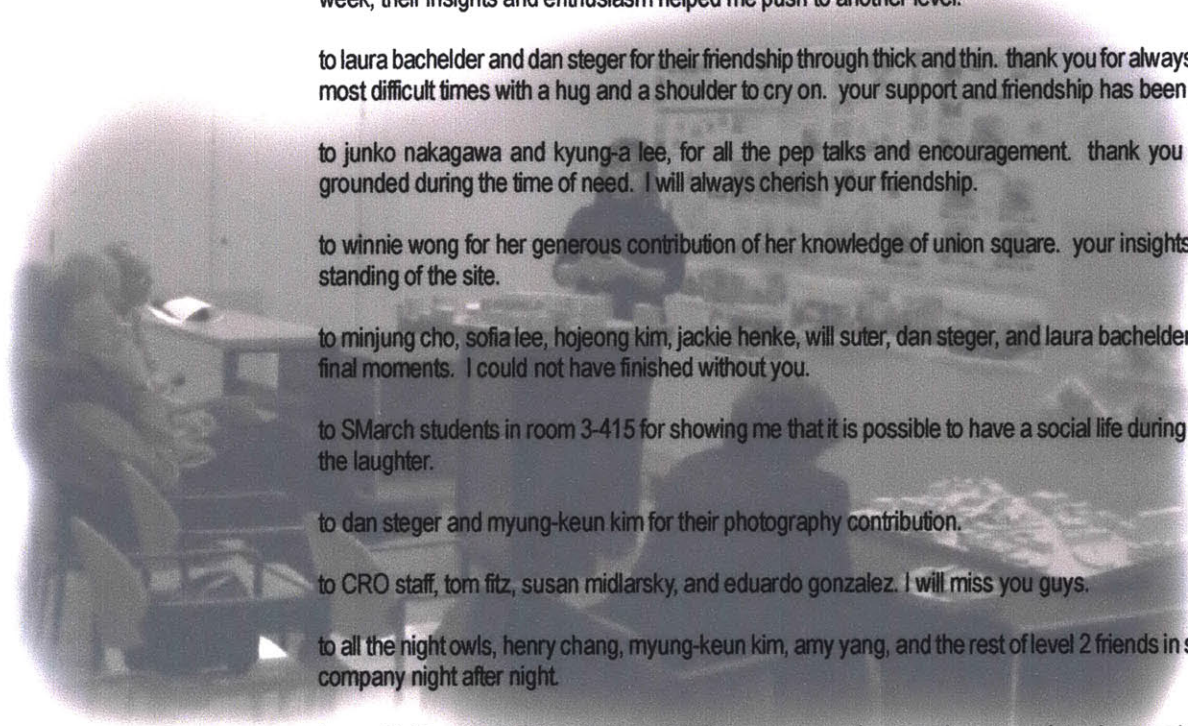 week, their insights and enthusiasm helped me push to another level.
to laura bachelder and dan steger for their friendship through thick and thin. thank you for always
most difficult times with a hug and a shoulder to cry on. your support and friendship has been
to junko nakagawa and kyung-a lee, for all the pep talks and encouragement. thank you
grounded during the time of need. I will always cherish your friendship.
to winnie wong for her generous contribution of her knowledge of union square. your insights
standing of the site.
to minjung cho, sofia lee, hojeong kim, jackie henke, will suter, dan steger, and laura bachelder
final moments. I could not have finished without you.
to SMarch students in room 3-415 for showing me that it is possible to have a social life during
the laughter.
to dan steger and myung-keun kim for their photography contribution.
to CRO staff, tom fitz, susan midlarsky, and eduardo gonzalez. I will miss you guys.
to all the night owls, henry chang, myung-keun kim, amy yang, and the rest of level 2 friends in s
company night after night.